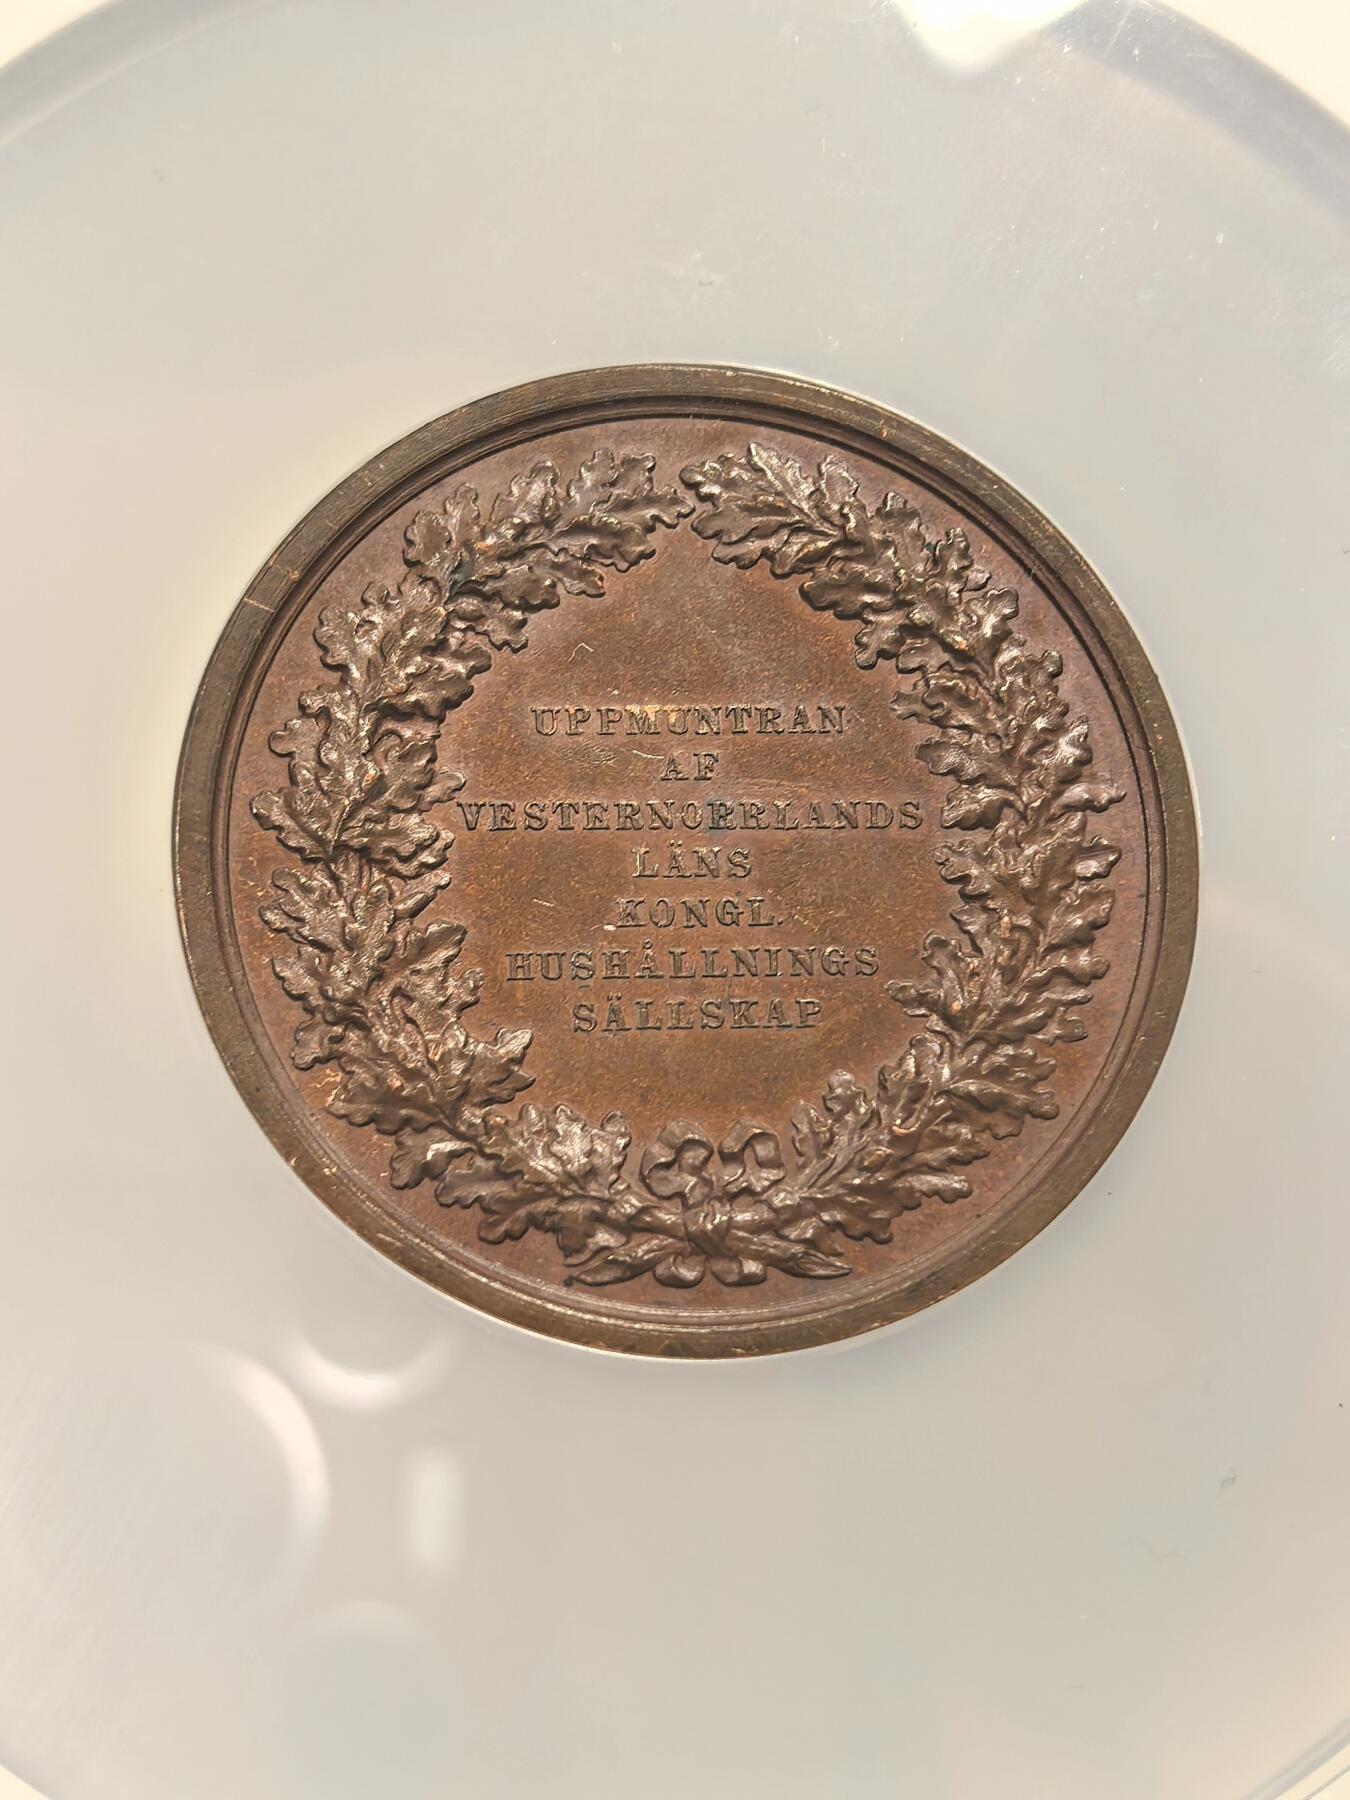 UPPMUNTRAN
AF
VESTERNORRLANDS
LÄNS
KONGL.
HUSHÅLLNINGS
SÄLLSKAP